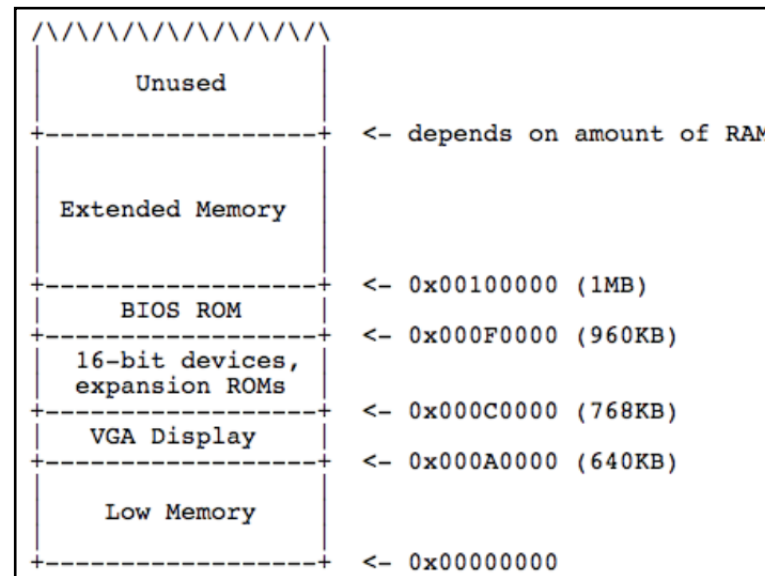 /\/\/\/\/\/\/\/\/\/\
|                  |
|      Unused      |
|                  |
+------------------+  <- depends on amount of RAM
|                  |
|                  |
| Extended Memory  |
|                  |
|                  |
+------------------+  <- 0x00100000 (1MB)
|     BIOS ROM     |
+------------------+  <- 0x000F0000 (960KB)
|  16-bit devices, |
|  expansion ROMs  |
+------------------+  <- 0x000C0000 (768KB)
|   VGA Display    |
+------------------+  <- 0x000A0000 (640KB)
|                  |
|    Low Memory    |
|                  |
+------------------+  <- 0x00000000